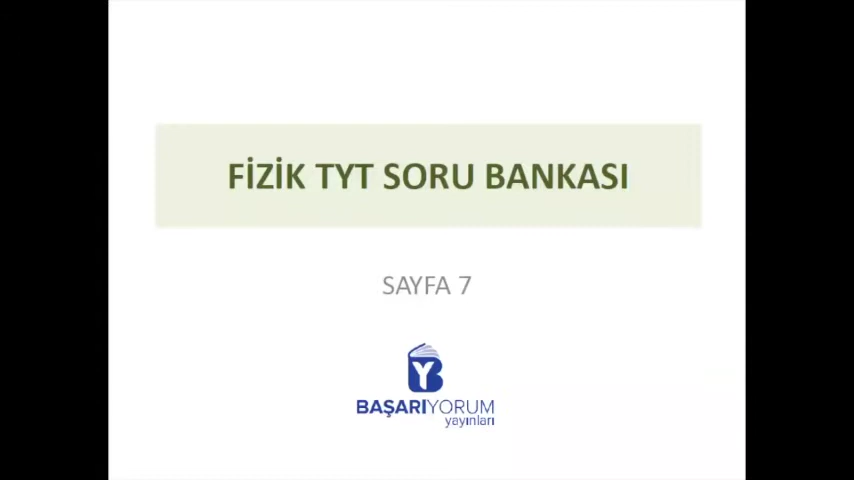 FİZİK TYT SORU BANKASI
SAYFA 7
BAŞARIYORUM
yayınları